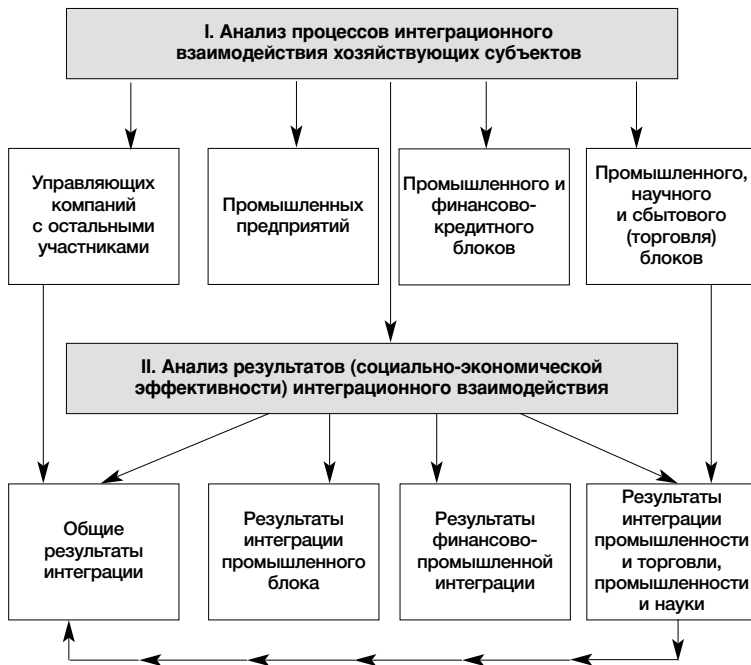 I. Анализ процессов интеграционного
взаимодействия хозяйствующих субъектов
Управляющих
компаний
с остальными
участниками
Промышленных
предприятий
Промышленного и
финансово-
кредитного
блоков
Промышленного,
научного
и сбытового
(торговля)
блоков
II. Анализ результатов (социально-экономической
эффективности) интеграционного взаимодействия
Общие
результаты
интеграции
Результаты
интеграции
промышленного
блока
Результаты
финансово-
промышленной
интеграции
Результаты
интеграции
промышленности
и торговли,
промышленности
и науки